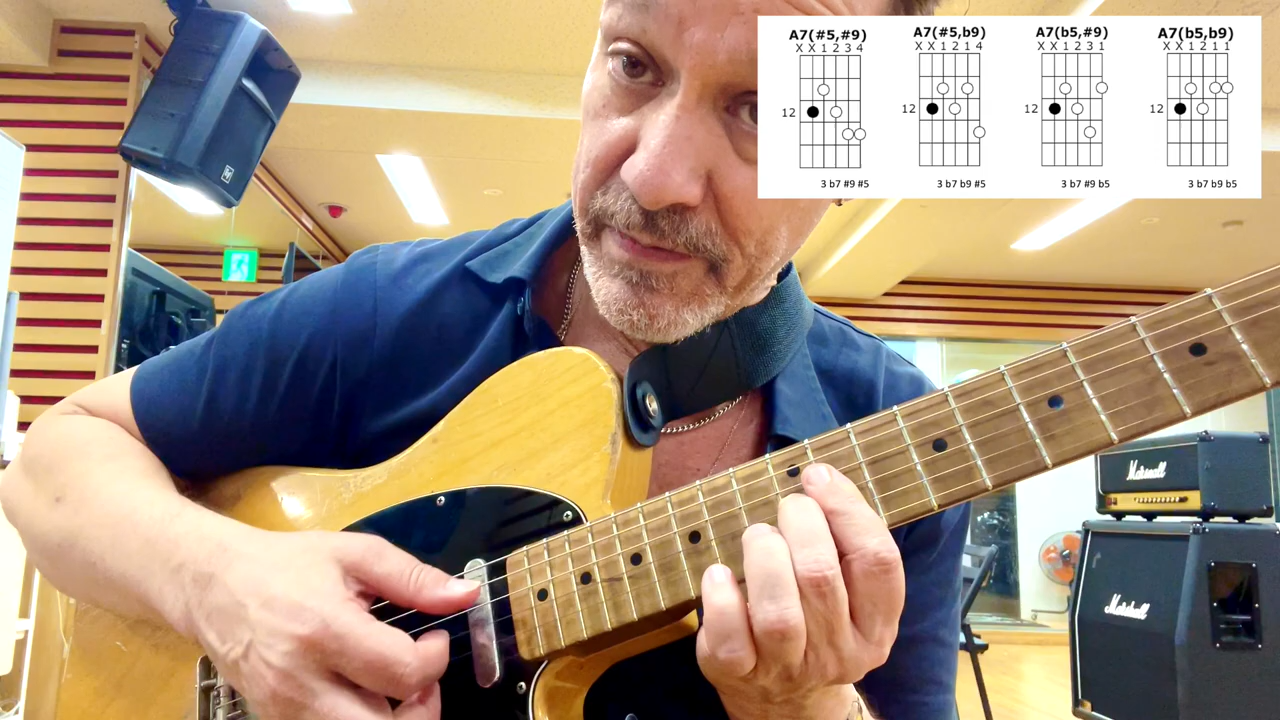 A7(#5,#9) A7(#5,b9) A7(b5,#9) A7(b5,b9)
X X 1 2 3 4 X X 1 2 1 4 X X 1 2 3 1 X X 1 2 1 1
12 12 12 12
3 b7 #9 #5 3 b7 b9 #5 3 b7 #9 b5 3 b7 b9 b5
Marshall
Marshall